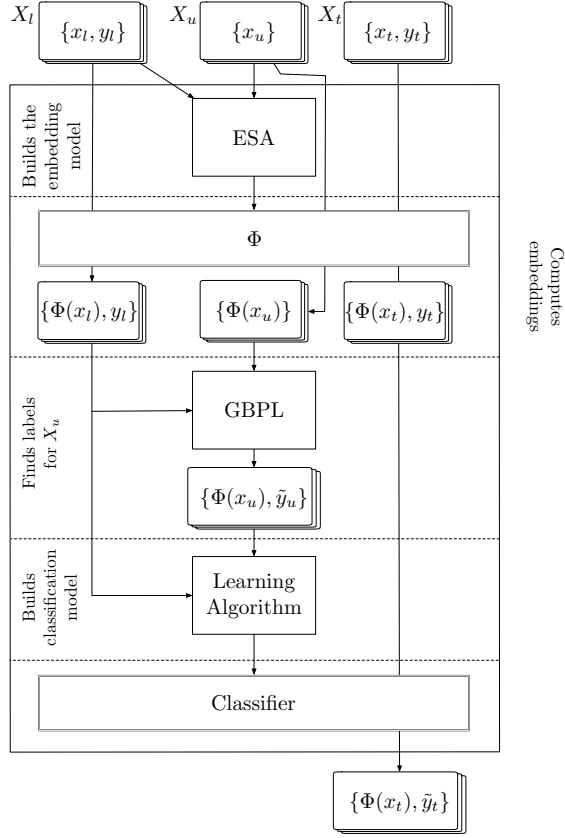 X_l {x_l, y_l} X_u {x_u} X_t {x_t, y_t}
Builds the
embedding
model
ESA
Φ
Computes
embeddings
{Φ(x_l), y_l} {Φ(x_u)} {Φ(x_t), y_t}
Finds labels
for X_u
GBPL
{Φ(x_u), ỹ_u}
Builds
classification
model
Learning
Algorithm
Classifier
{Φ(x_t), ỹ_t}